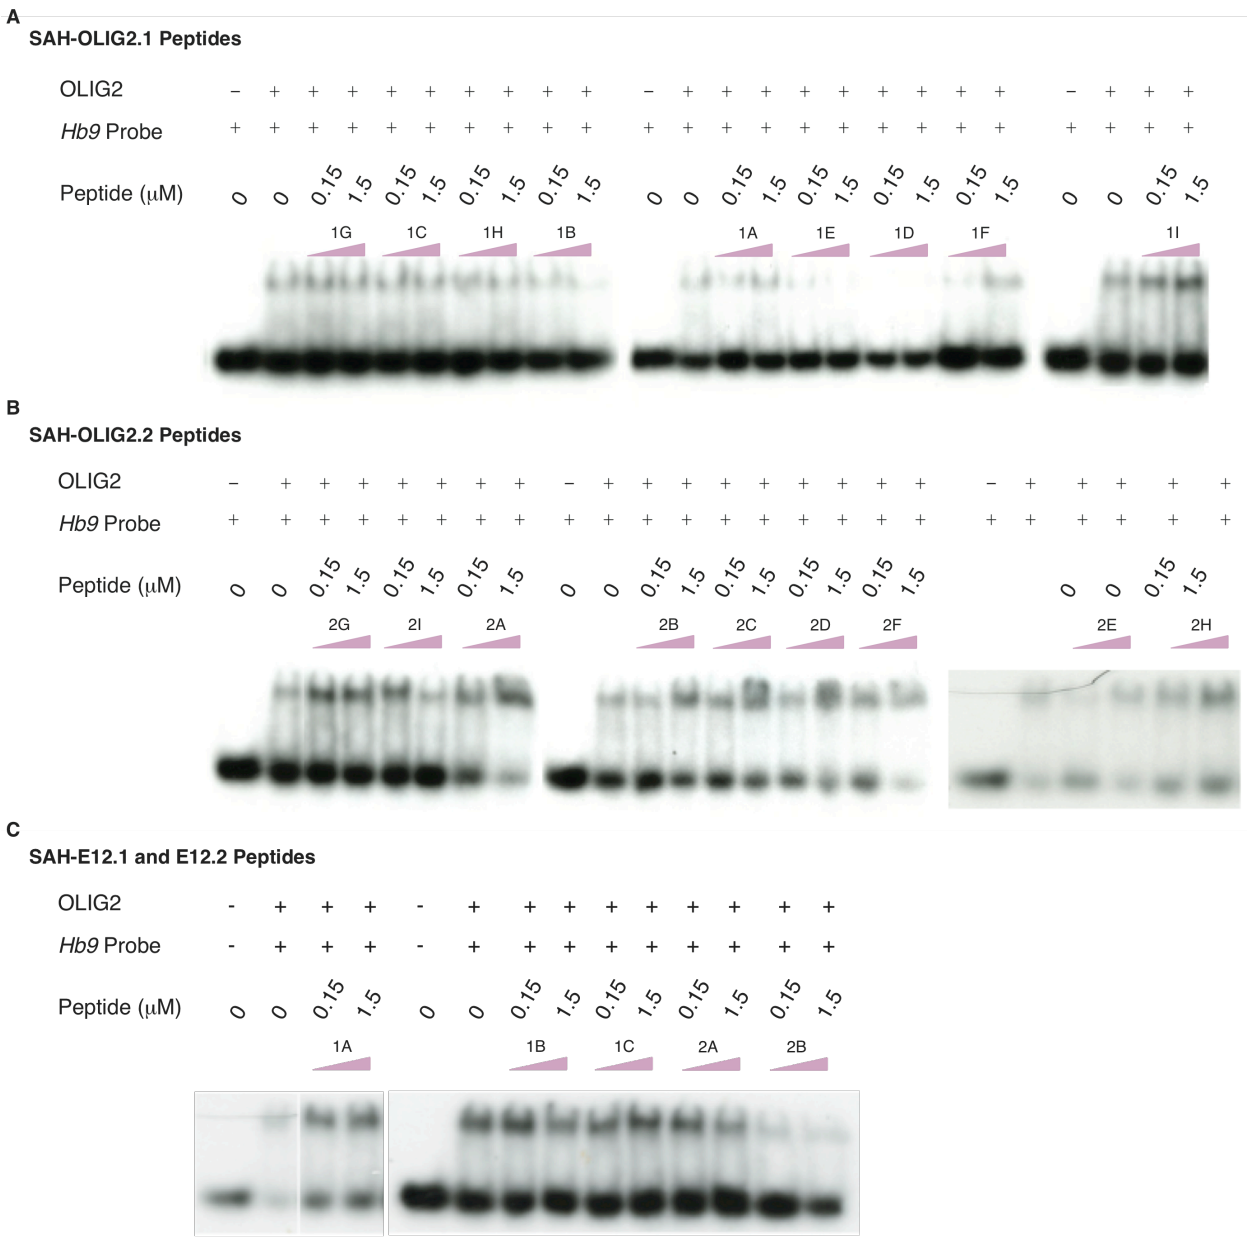 A
SAH-OLIG2.1 Peptides
OLIG2 – + + + + + + + + + – + + + + + + + + + – + + +
Hb9 Probe + + + + + + + + + + + + + + + + + + + + + + + +
Peptide (μM) 0 0 0.15 1.5 0.15 1.5 0.15 1.5 0.15 1.5 0 0 0.15 1.5 0.15 1.5 0.15 1.5 0.15 1.5 0 0 0.15 1.5
1G 1C 1H 1B 1A 1E 1D 1F 1I
B
SAH-OLIG2.2 Peptides
OLIG2 – + + + + + + + – + + + + + + + + + – + + + + +
Hb9 Probe + + + + + + + + + + + + + + + + + + + + + + + +
Peptide (μM) 0 0 0.15 1.5 0.15 1.5 0.15 1.5 0 0 0.15 1.5 0.15 1.5 0.15 1.5 0.15 1.5 0 0 0.15 1.5
2G 2I 2A 2B 2C 2D 2F 2E 2H
C
SAH-E12.1 and E12.2 Peptides
OLIG2 - + + + - + + + + + + + + +
Hb9 Probe - + + + - + + + + + + + + +
Peptide (μM) 0 0 0.15 1.5 0 0 0.15 1.5 0.15 1.5 0.15 1.5 0.15 1.5
1A 1B 1C 2A 2B